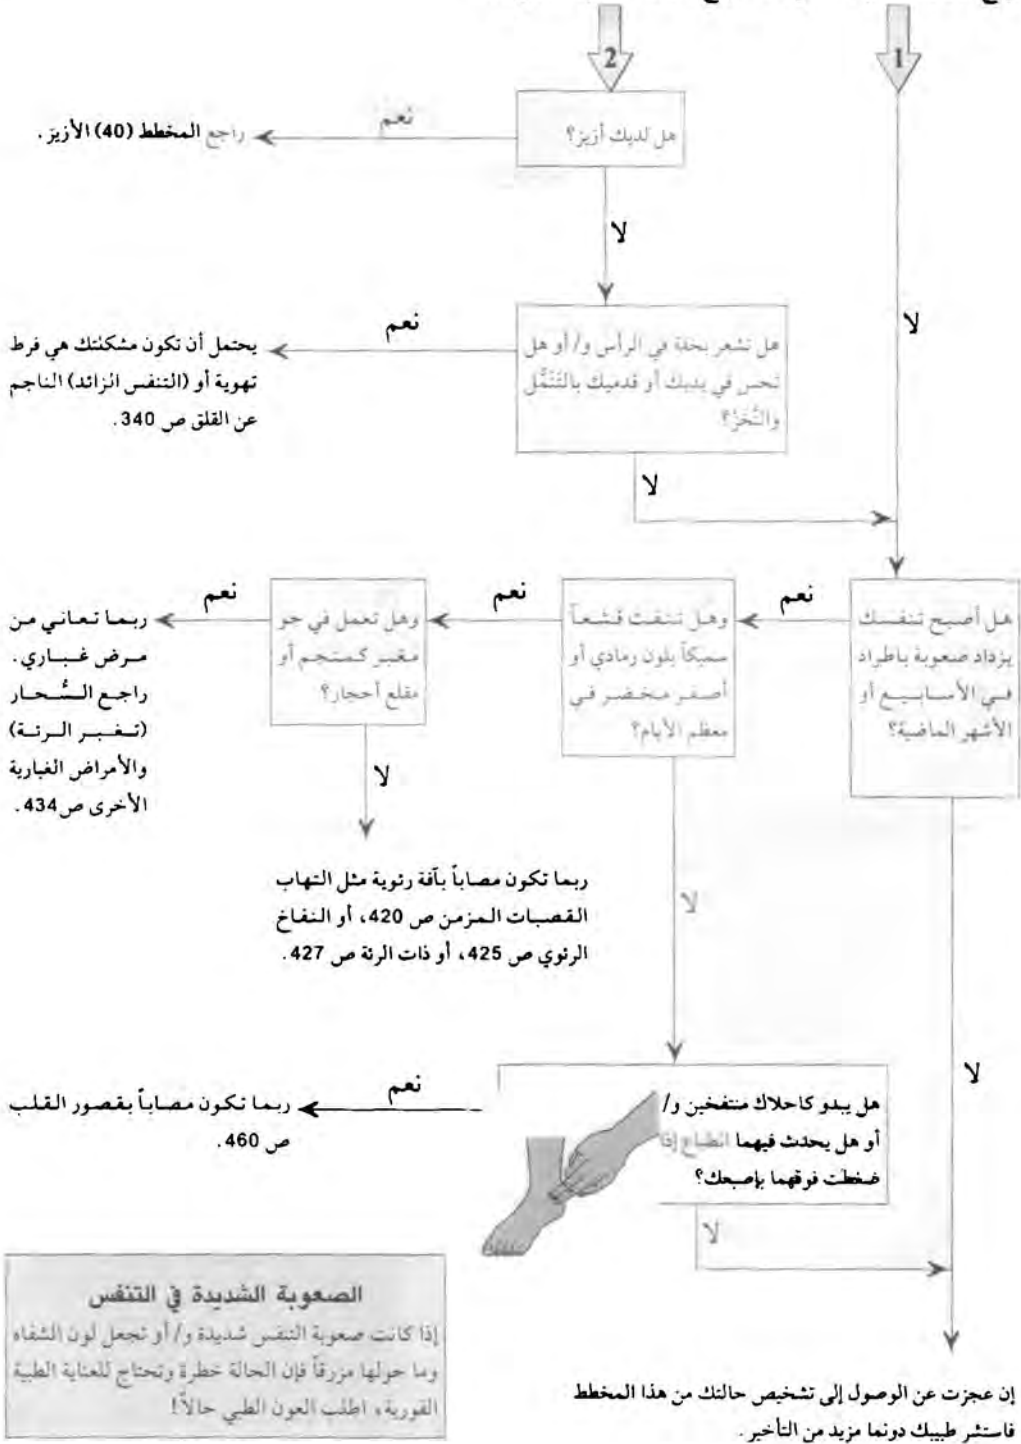 2
1
هل لديك أزيز؟
نعم
راجع المخطط (40) الأزيز.
لا
لا
هل تشعر بخفة في الرأس و/أو هل
تحس في يديك أو قدميك بالتَنَمُّل
والنَّخْز؟
نعم
يحتمل أن تكون مشكلتك هي فرط
تهوية أو (التنفس الزائد) الناجم
عن القلق ص 340.
لا
هل أصبح تنفسك
يزداد صعوبة باطراد
في الأسابيع أو
الأشهر الماضية؟
نعم
وهل تنفث قشعاً
سميكاً بلون رمادي أو
أصفر مخضر في
معظم الأيام؟
نعم
وهل تعمل في جو
مغبر كمنجم أو
مقلع أحجار؟
نعم
ربما تعاني من
مرض غباري.
راجع السُّحار
(تغبر الرئة)
والأمراض الغبارية
الأخرى ص 434.
لا
ربما تكون مصاباً بآفة رئوية مثل التهاب
القصبات المزمن ص 420، أو النفاخ
الرئوي ص 425، أو ذات الرئة ص 427.
لا
لا
هل يبدو كاحلاك منتفخين و/
أو هل يحدث فيهما انطباع إذا
ضغطت فوقهما بإصبعك؟
نعم
ربما تكون مصاباً بقصور القلب
ص 460.
لا
الصعوبة الشديدة في التنفس
إذا كانت صعوبة التنفس شديدة و/أو تجعل لون الشفاه
وما حولها مزرقاً فإن الحالة خطرة وتحتاج للعناية الطبية
الفورية، اطلب العون الطبي حالاً!
إن عجزت عن الوصول إلى تشخيص حالتك من هذا المخطط
فاستشر طبيبك دونما مزيد من التأخير.